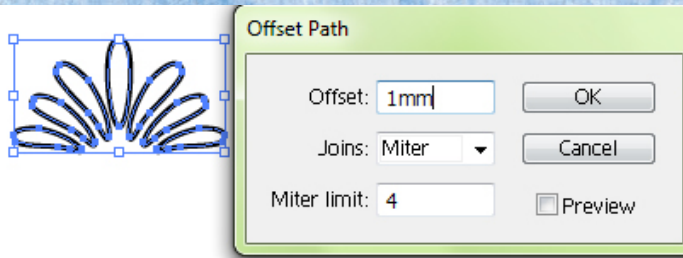 Offset Path
Offset: 1mm
OK
Joins: Miter
Cancel
Miter limit: 4
Preview